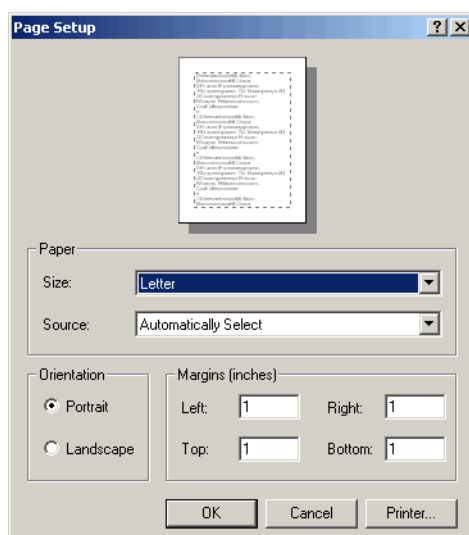 Page Setup
Paper
Size: Letter
Source: Automatically Select
Orientation Margins (inches)
Portrait Left: 1 Right: 1
Landscape Top: 1 Bottom: 1
OK Cancel Printer...